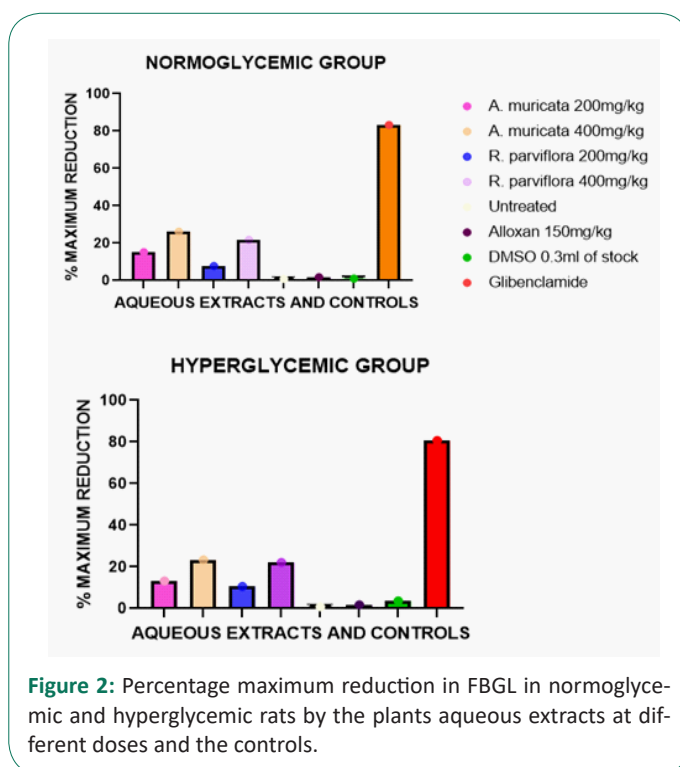 NORMOGLYCEMIC GROUP
% MAXIMUM REDUCTION
100
80
60
40
20
0
AQUEOUS EXTRACTS AND CONTROLS
A. muricata 200mg/kg
A. muricata 400mg/kg
R. parviflora 200mg/kg
R. parviflora 400mg/kg
Untreated
Alloxan 150mg/kg
DMSO 0.3ml of stock
Glibenclamide
HYPERGLYCEMIC GROUP
% MAXIMUM REDUCTION
100
80
60
40
20
0
AQUEOUS EXTRACTS AND CONTROLS
Figure 2: Percentage maximum reduction in FBGL in normoglyce-
mic and hyperglycemic rats by the plants aqueous extracts at dif-
ferent doses and the controls.